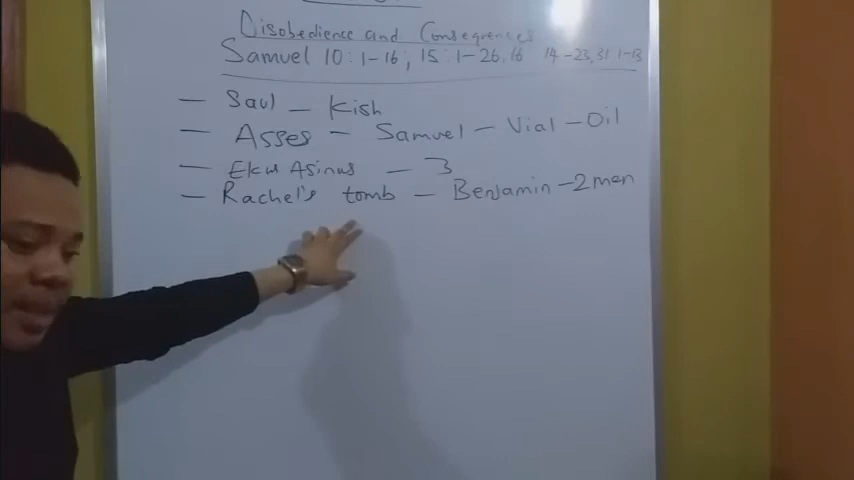 Disobedience and Consequences
Samuel 10:1-16; 15:1-26,16 14-23,31 1-13
- Saul - Kish
- Asses - Samuel - Vial - Oil
- Ekus Asinus - 3
- Rachel's tomb - Benjamin - 2 men